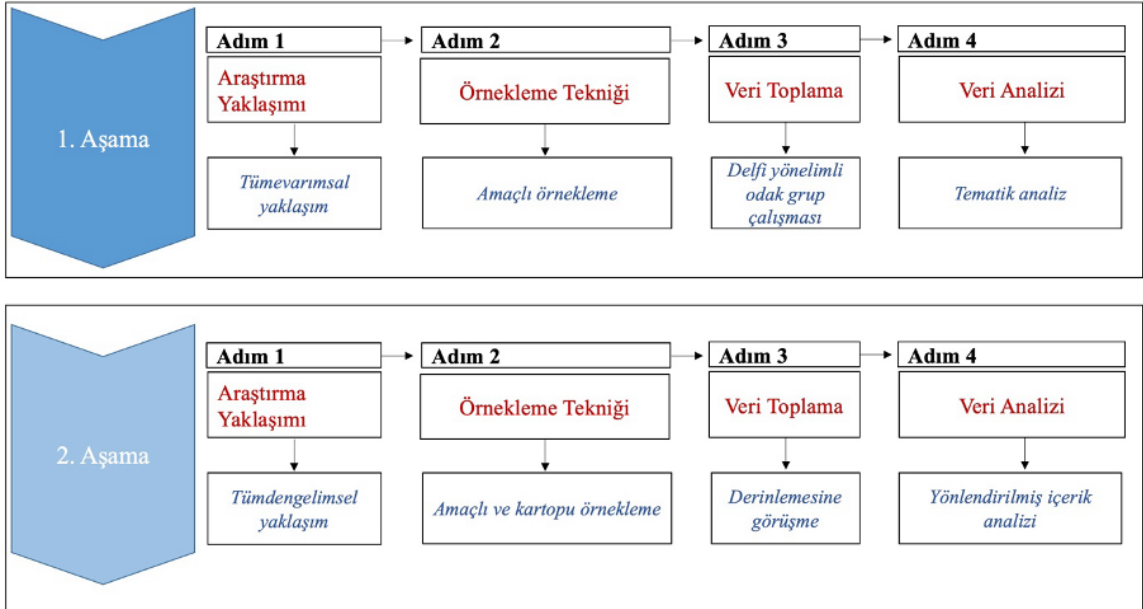 1. Aşama
Adım 1
Adım 2
Adım 3
Adım 4
Araştırma
Yaklaşımı
Örnekleme Tekniği
Veri Toplama
Veri Analizi
Tümevarımsal
yaklaşım
Amaçlı örnekleme
Delfi yönelimli
odak grup
çalışması
Tematik analiz
2. Aşama
Adım 1
Adım 2
Adım 3
Adım 4
Araştırma
Yaklaşımı
Örnekleme Tekniği
Veri Toplama
Veri Analizi
Tümdengelimsel
yaklaşım
Amaçlı ve kartopu örnekleme
Derinlemesine
görüşme
Yönlendirilmiş içerik
analizi